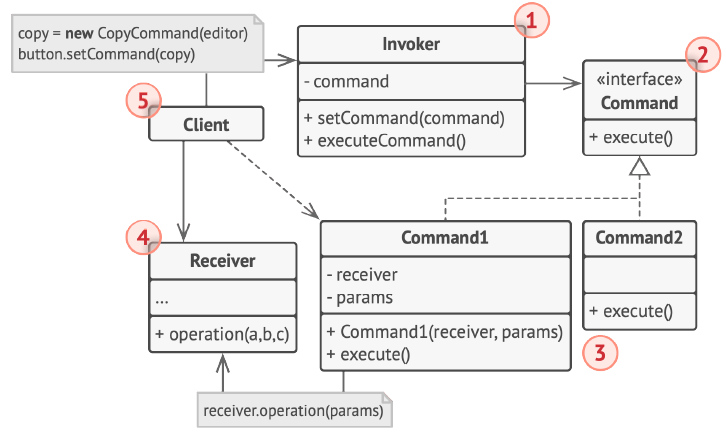 copy = new CopyCommand(editor)
button.setCommand(copy)
1
Invoker
- command
+ setCommand(command)
+ executeCommand()
2
«interface»
Command
+ execute()
5
Client
4
Receiver
...
+ operation(a,b,c)
Command1
- receiver
- params
+ Command1(receiver, params)
+ execute()
Command2
+ execute()
3
receiver.operation(params)